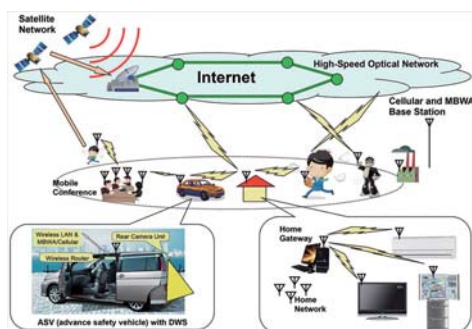 Satellite
Network
Internet
High-Speed Optical Network
Cellular and MBWA
Base Station
Mobile
Conference
Wireless LAN &
MBWA/Cellular
Rear Camera Unit
Wireless Router
ASV (advance safety vehicle) with DWS
Home
Gateway
Home
Network